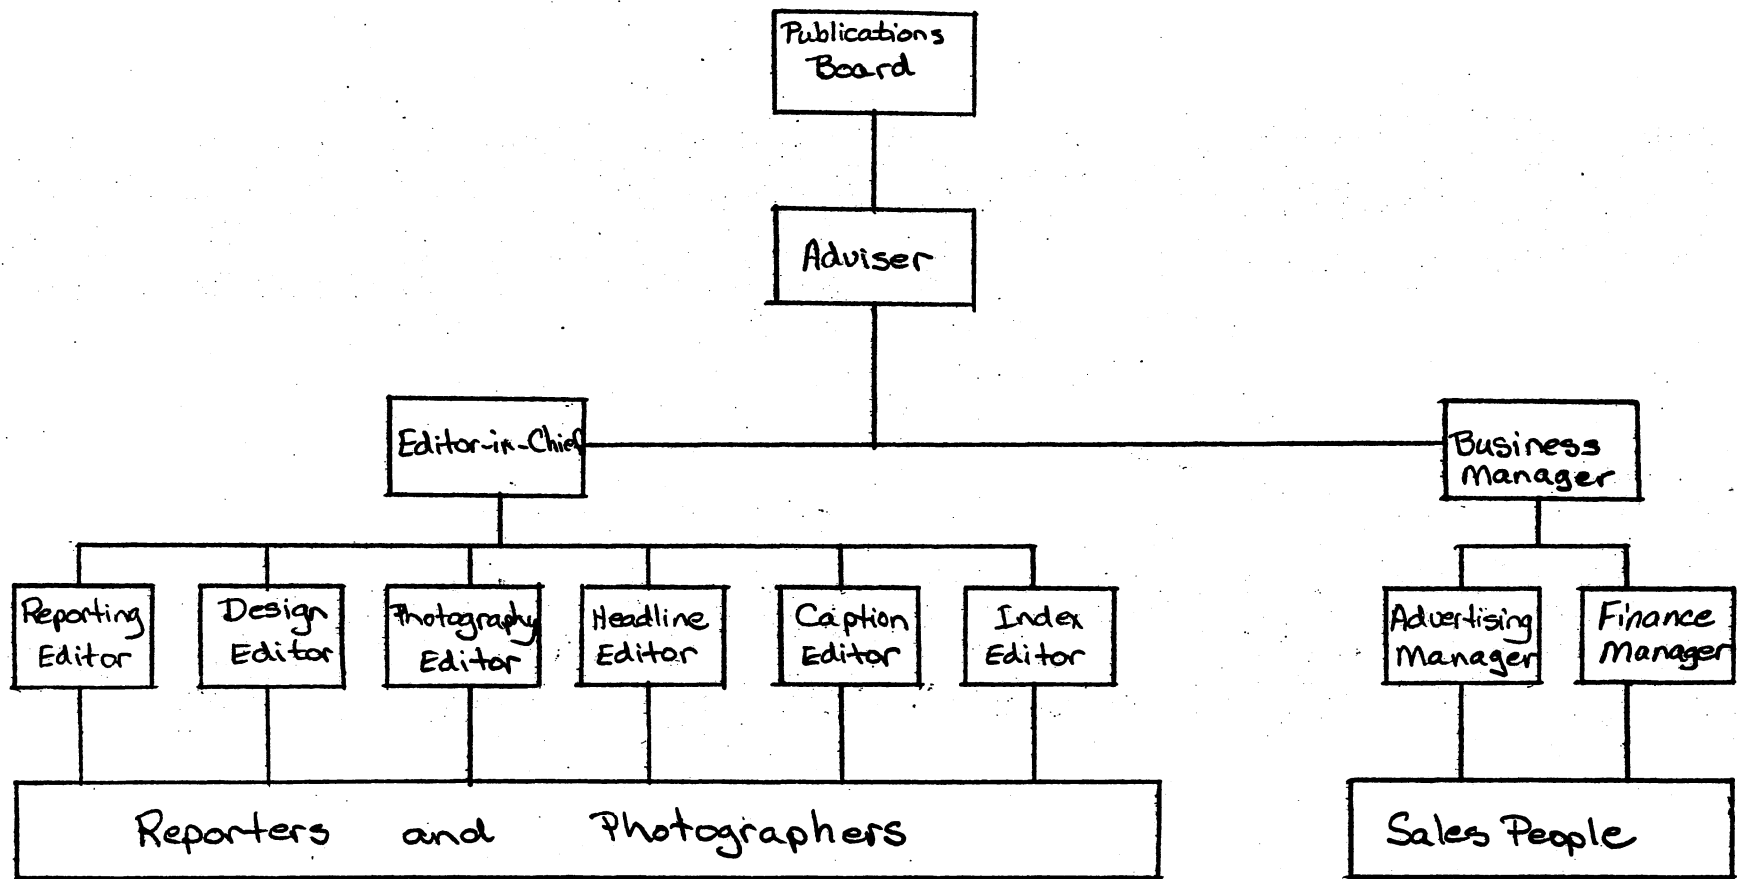 Publications
Board
Adviser
Editor-in-Chief
Business
Manager
Reporting
Editor
Design
Editor
Photography
Editor
Headline
Editor
Caption
Editor
Index
Editor
Advertising
Manager
Finance
Manager
Reporters and Photographers
Sales People